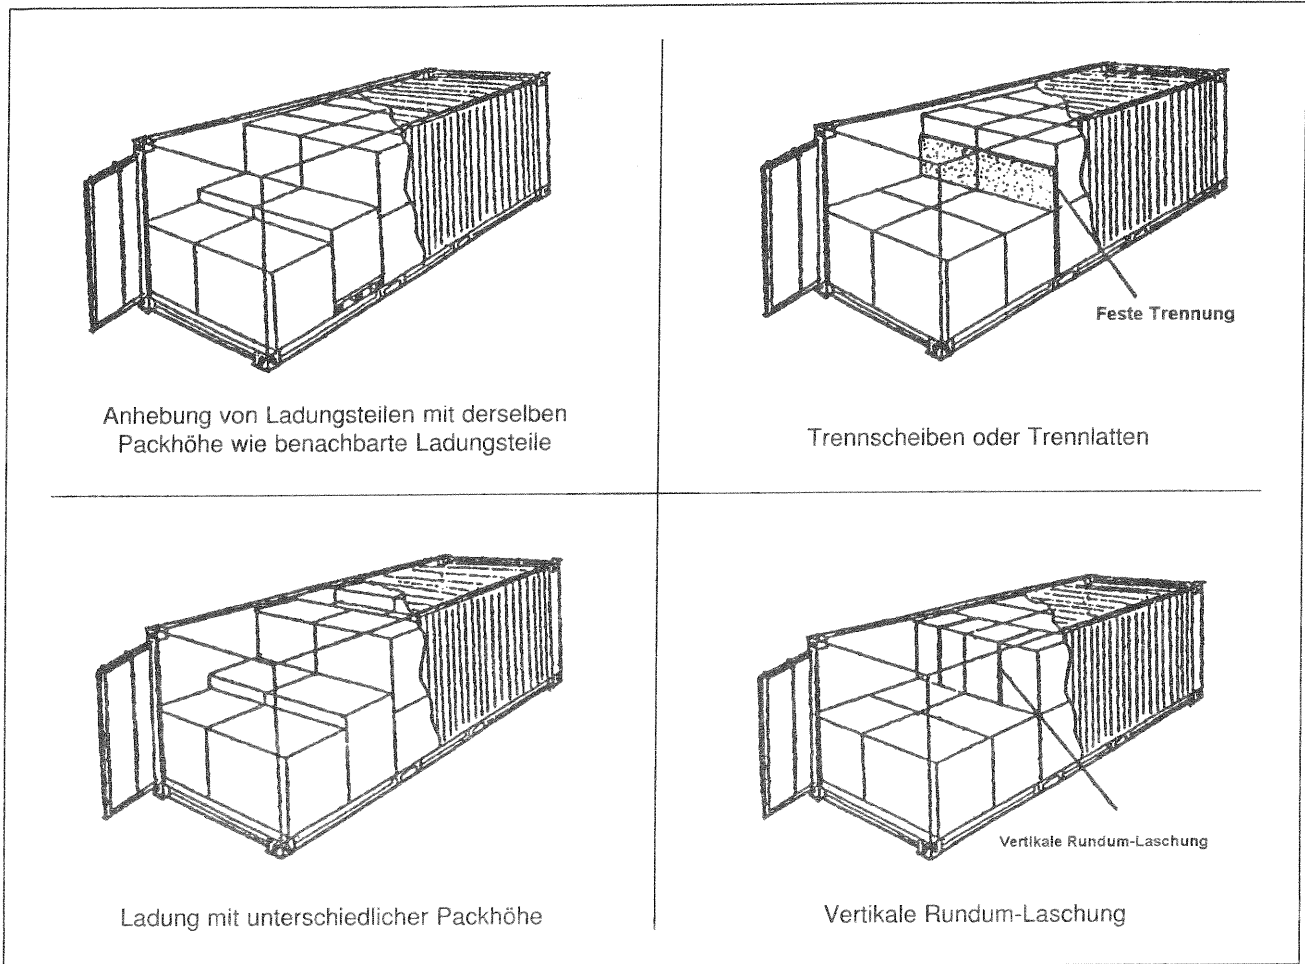 Anhebung von Ladungsteilen mit derselben
Packhöhe wie benachbarte Ladungsteile
Feste Trennung
Trennscheiben oder Trennlatten
Ladung mit unterschiedlicher Packhöhe
Vertikale Rundum-Laschung
Vertikale Rundum-Laschung